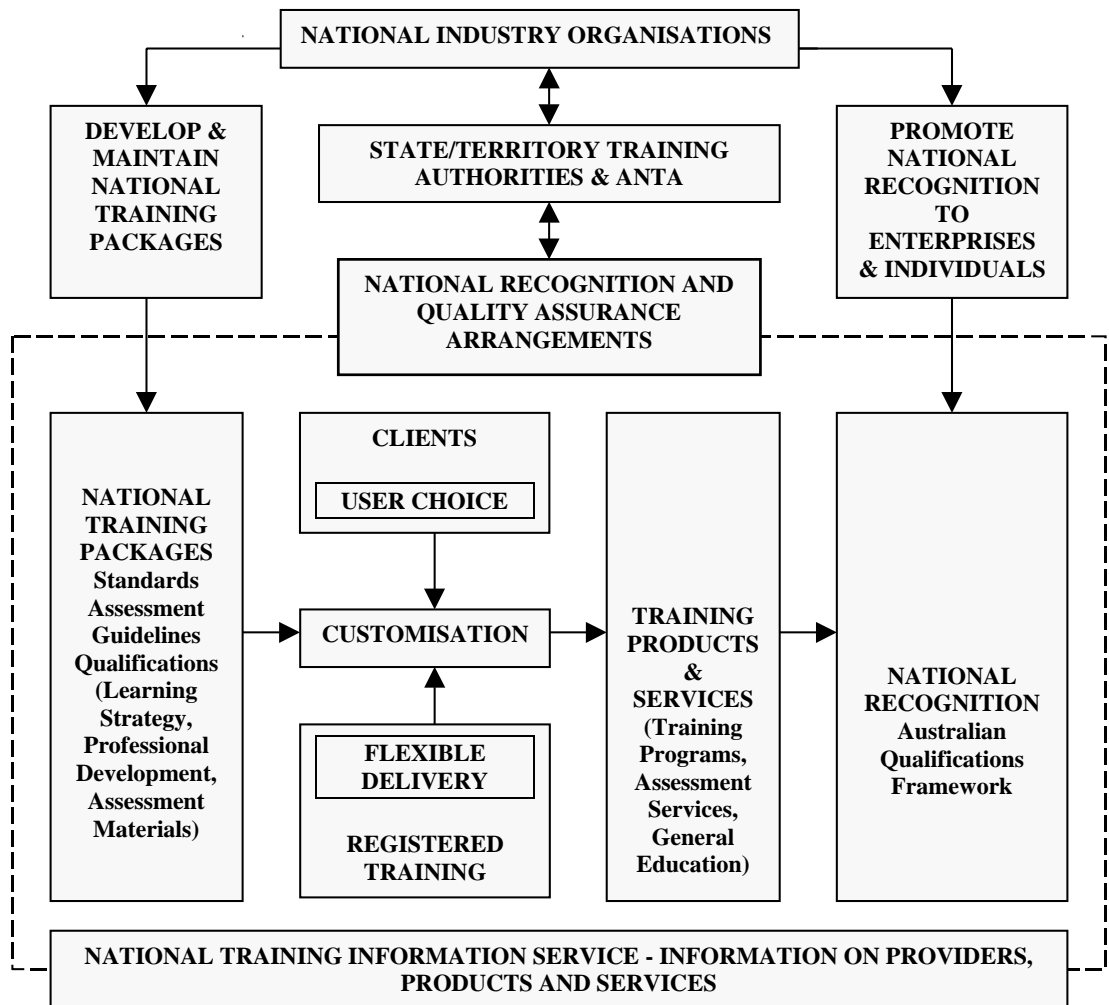 NATIONAL INDUSTRY ORGANISATIONS
DEVELOP &
MAINTAIN
NATIONAL
TRAINING
PACKAGES
STATE/TERRITORY TRAINING
AUTHORITIES & ANTA
PROMOTE
NATIONAL
RECOGNITION
TO
ENTERPRISES
& INDIVIDUALS
NATIONAL RECOGNITION AND
QUALITY ASSURANCE
ARRANGEMENTS
NATIONAL
TRAINING
PACKAGES
Standards
Assessment
Guidelines
Qualifications
(Learning
Strategy,
Professional
Development,
Assessment
Materials)
CLIENTS
USER CHOICE
CUSTOMISATION
FLEXIBLE
DELIVERY
REGISTERED
TRAINING
TRAINING
PRODUCTS
&
SERVICES
(Training
Programs,
Assessment
Services,
General
Education)
NATIONAL
RECOGNITION
Australian
Qualifications
Framework
NATIONAL TRAINING INFORMATION SERVICE - INFORMATION ON PROVIDERS,
PRODUCTS AND SERVICES